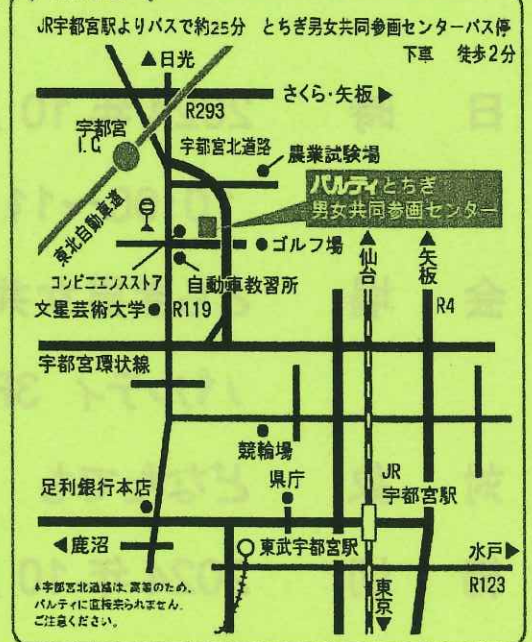 JR宇都宮駅よりバスで約25分　とちぎ男女共同参画センターバス停
下車　徒歩2分
▲日光
さくら・矢板▶
R293
宇都宮
I.C
宇都宮北道路
農業試験場
東北自動車道
パルティとちぎ
男女共同参画センター
ゴルフ場
▲仙台
▲矢板
コンビニエンスストア
自動車教習所
文星芸術大学
R119
R4
宇都宮環状線
競輪場
県庁
JR
宇都宮駅
足利銀行本店
◀鹿沼
東武宇都宮駅
水戸▶
R123
東京▼
▲宇都宮北道路は、高架のため、
パルティに直接来られません。
ご注意ください。